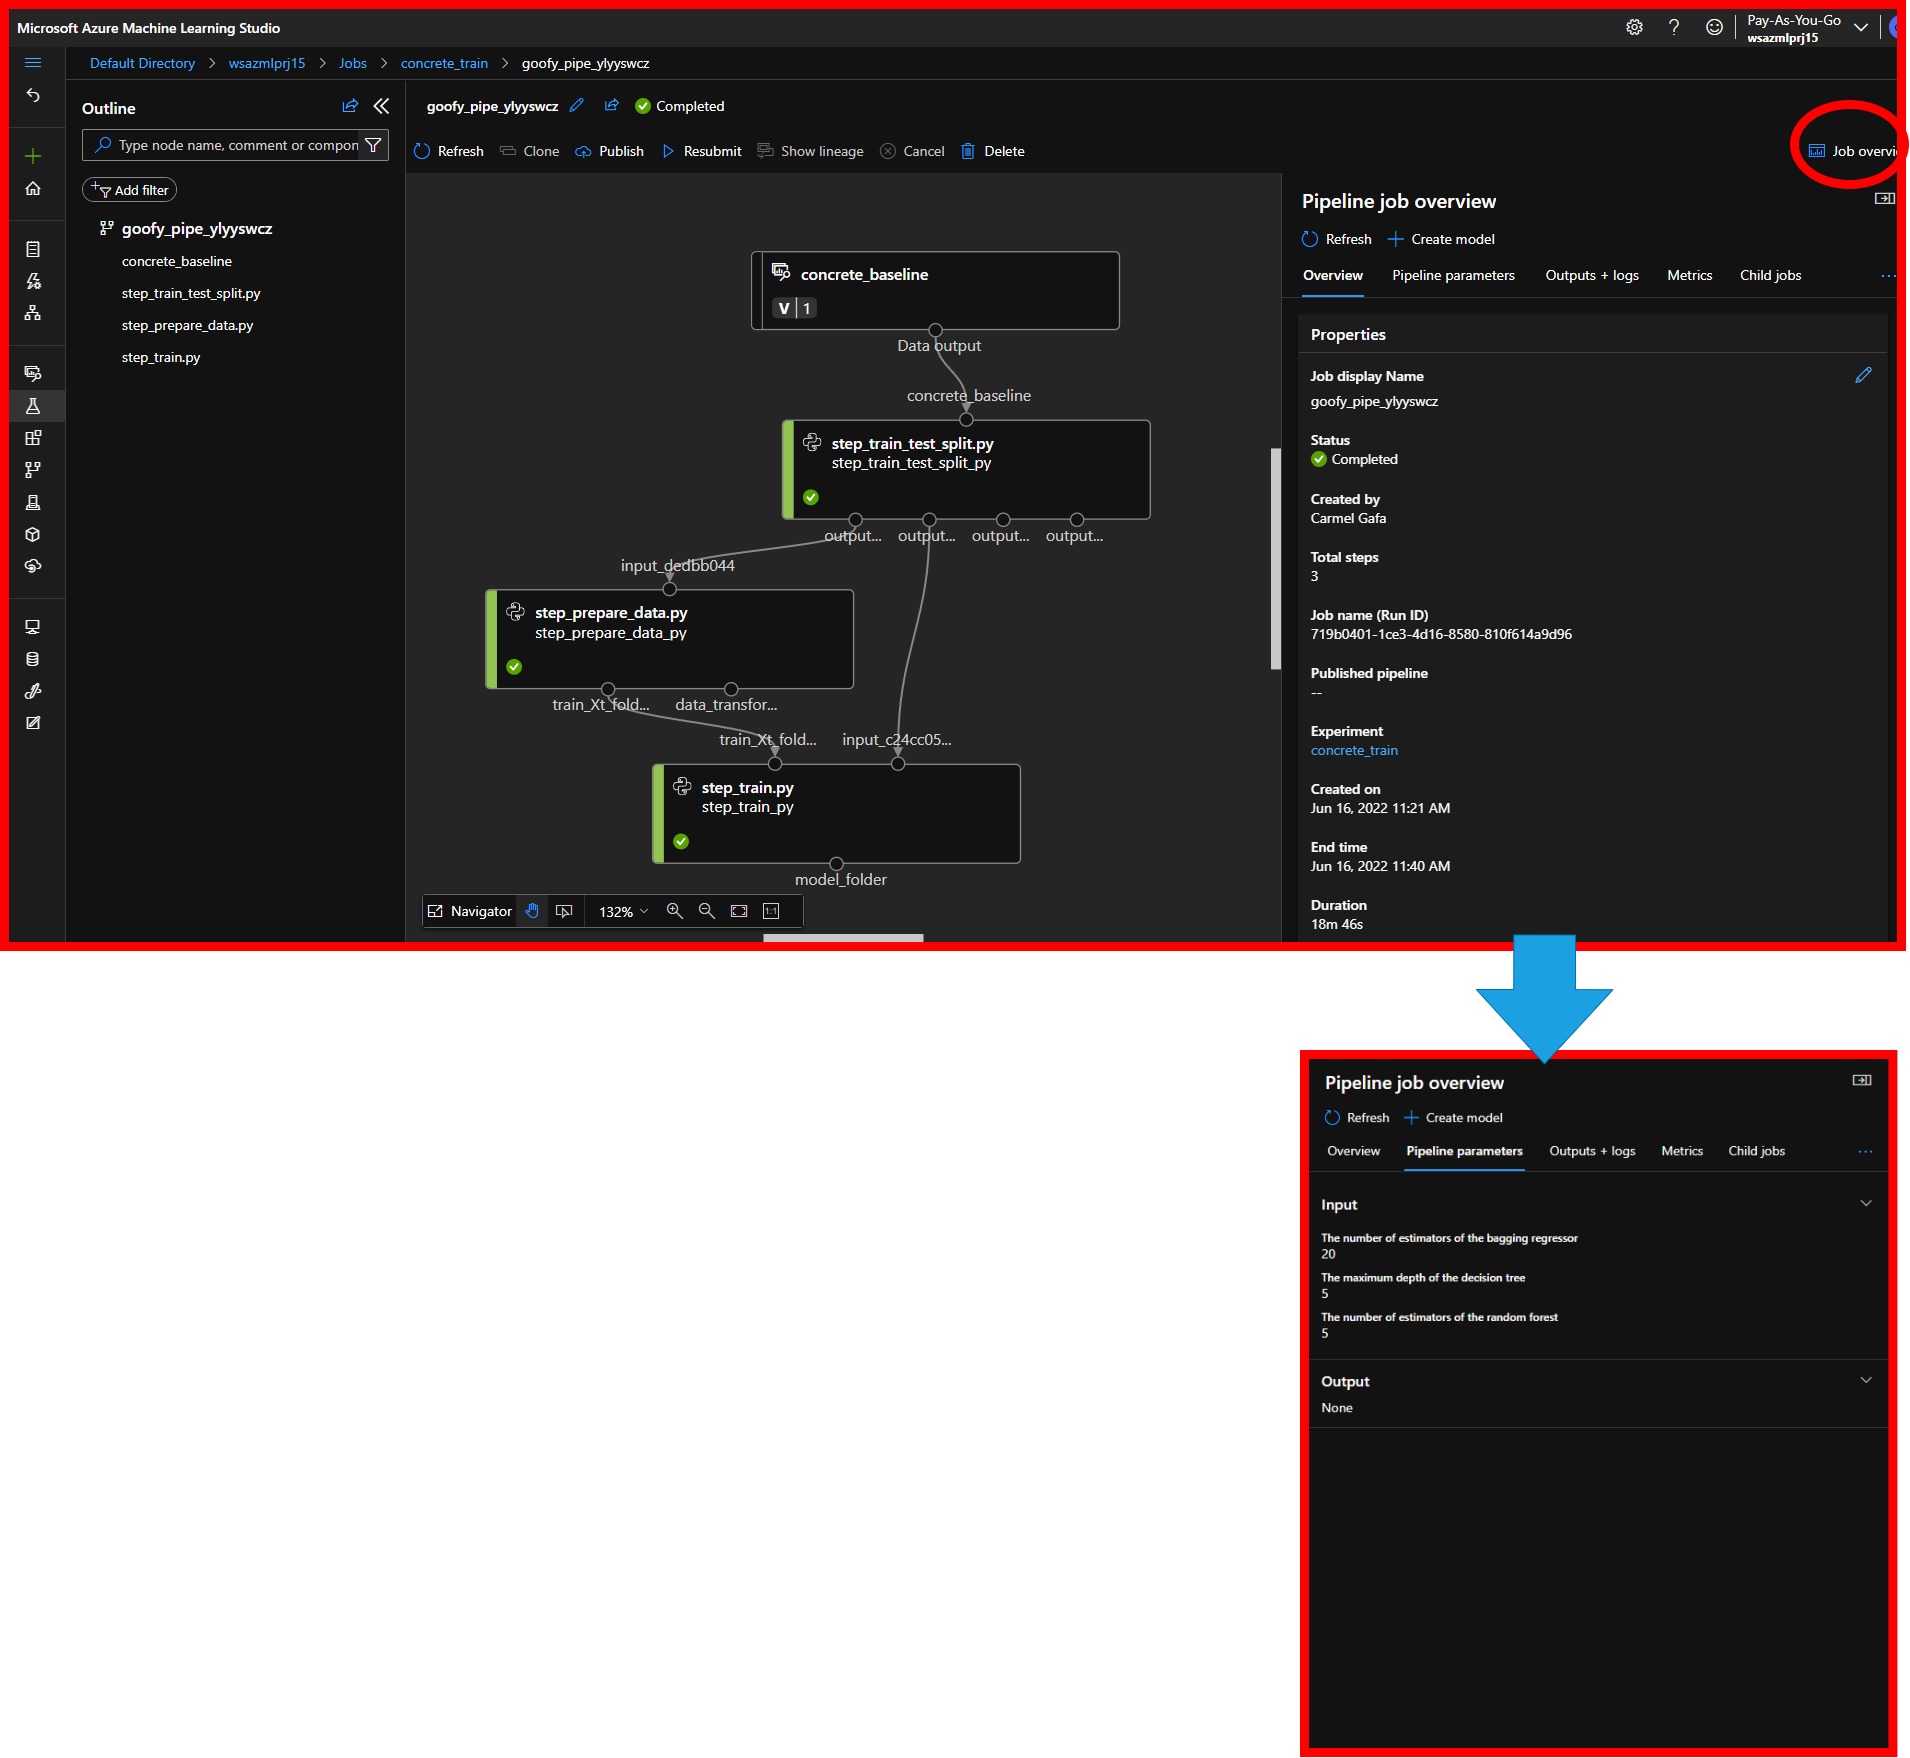 Microsoft Azure Machine Learning Studio
Pay-As-You-Go
wsazmlprj15
Default Directory > wsazmlprj15 > Jobs > concrete_train > goofy_pipe_ylyyswcz
Outline
Type node name, comment or compon
Add filter
goofy_pipe_ylyyswcz
concrete_baseline
step_train_test_split.py
step_prepare_data.py
step_train.py
goofy_pipe_ylyyswcz Completed
Refresh Clone Publish Resubmit Show lineage Cancel Delete
Job overvi
concrete_baseline
V 1
Data output
concrete_baseline
step_train_test_split.py
step_train_test_split_py
output... output... output... output...
input_dedbb044
step_prepare_data.py
step_prepare_data_py
train_Xt_fold... data_transfor...
train_Xt_fold... input_c24cc05...
step_train.py
step_train_py
model_folder
Navigator 132% 1:1
Pipeline job overview
Refresh Create model
Overview Pipeline parameters Outputs + logs Metrics Child jobs ...
Properties
Job display Name
goofy_pipe_ylyyswcz
Status
Completed
Created by
Carmel Gafa
Total steps
3
Job name (Run ID)
719b0401-1ce3-4d16-8580-810f614a9d96
Published pipeline
--
Experiment
concrete_train
Created on
Jun 16, 2022 11:21 AM
End time
Jun 16, 2022 11:40 AM
Duration
18m 46s
Pipeline job overview
Refresh Create model
Overview Pipeline parameters Outputs + logs Metrics Child jobs ...
Input
The number of estimators of the bagging regressor
20
The maximum depth of the decision tree
5
The number of estimators of the random forest
5
Output
None